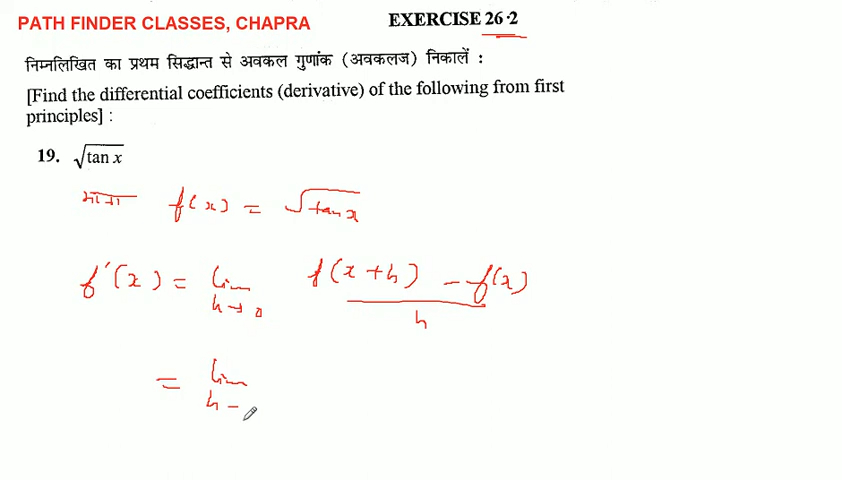 PATH FINDER CLASSES, CHAPRA EXERCISE 26·2
निम्नलिखित का प्रथम सिद्धान्त से अवकल गुणांक (अवकलज) निकालें :
[Find the differential coefficients (derivative) of the following from first
principles] :
19. √tan x
माना f(x) = √tan x
f'(x) = lim f(x+h) - f(x)
h→0 h
= lim
h-